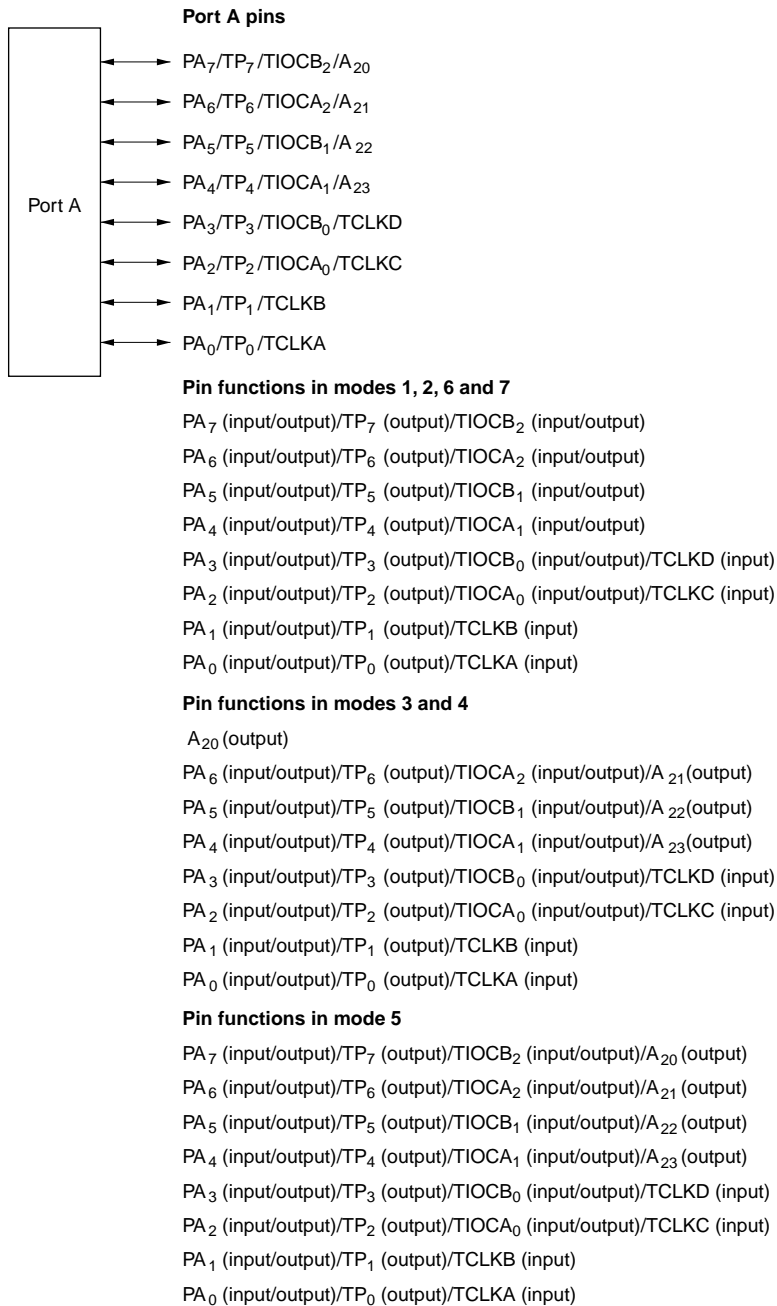 Port A pins
PA₇/TP₇/TIOCB₂/A₂₀
PA₆/TP₆/TIOCA₂/A₂₁
PA₅/TP₅/TIOCB₁/A₂₂
PA₄/TP₄/TIOCA₁/A₂₃
Port A
PA₃/TP₃/TIOCB₀/TCLKD
PA₂/TP₂/TIOCA₀/TCLKC
PA₁/TP₁/TCLKB
PA₀/TP₀/TCLKA
Pin functions in modes 1, 2, 6 and 7
PA₇ (input/output)/TP₇ (output)/TIOCB₂ (input/output)
PA₆ (input/output)/TP₆ (output)/TIOCA₂ (input/output)
PA₅ (input/output)/TP₅ (output)/TIOCB₁ (input/output)
PA₄ (input/output)/TP₄ (output)/TIOCA₁ (input/output)
PA₃ (input/output)/TP₃ (output)/TIOCB₀ (input/output)/TCLKD (input)
PA₂ (input/output)/TP₂ (output)/TIOCA₀ (input/output)/TCLKC (input)
PA₁ (input/output)/TP₁ (output)/TCLKB (input)
PA₀ (input/output)/TP₀ (output)/TCLKA (input)
Pin functions in modes 3 and 4
A₂₀ (output)
PA₆ (input/output)/TP₆ (output)/TIOCA₂ (input/output)/A₂₁(output)
PA₅ (input/output)/TP₅ (output)/TIOCB₁ (input/output)/A₂₂(output)
PA₄ (input/output)/TP₄ (output)/TIOCA₁ (input/output)/A₂₃(output)
PA₃ (input/output)/TP₃ (output)/TIOCB₀ (input/output)/TCLKD (input)
PA₂ (input/output)/TP₂ (output)/TIOCA₀ (input/output)/TCLKC (input)
PA₁ (input/output)/TP₁ (output)/TCLKB (input)
PA₀ (input/output)/TP₀ (output)/TCLKA (input)
Pin functions in mode 5
PA₇ (input/output)/TP₇ (output)/TIOCB₂ (input/output)/A₂₀ (output)
PA₆ (input/output)/TP₆ (output)/TIOCA₂ (input/output)/A₂₁ (output)
PA₅ (input/output)/TP₅ (output)/TIOCB₁ (input/output)/A₂₂ (output)
PA₄ (input/output)/TP₄ (output)/TIOCA₁ (input/output)/A₂₃ (output)
PA₃ (input/output)/TP₃ (output)/TIOCB₀ (input/output)/TCLKD (input)
PA₂ (input/output)/TP₂ (output)/TIOCA₀ (input/output)/TCLKC (input)
PA₁ (input/output)/TP₁ (output)/TCLKB (input)
PA₀ (input/output)/TP₀ (output)/TCLKA (input)